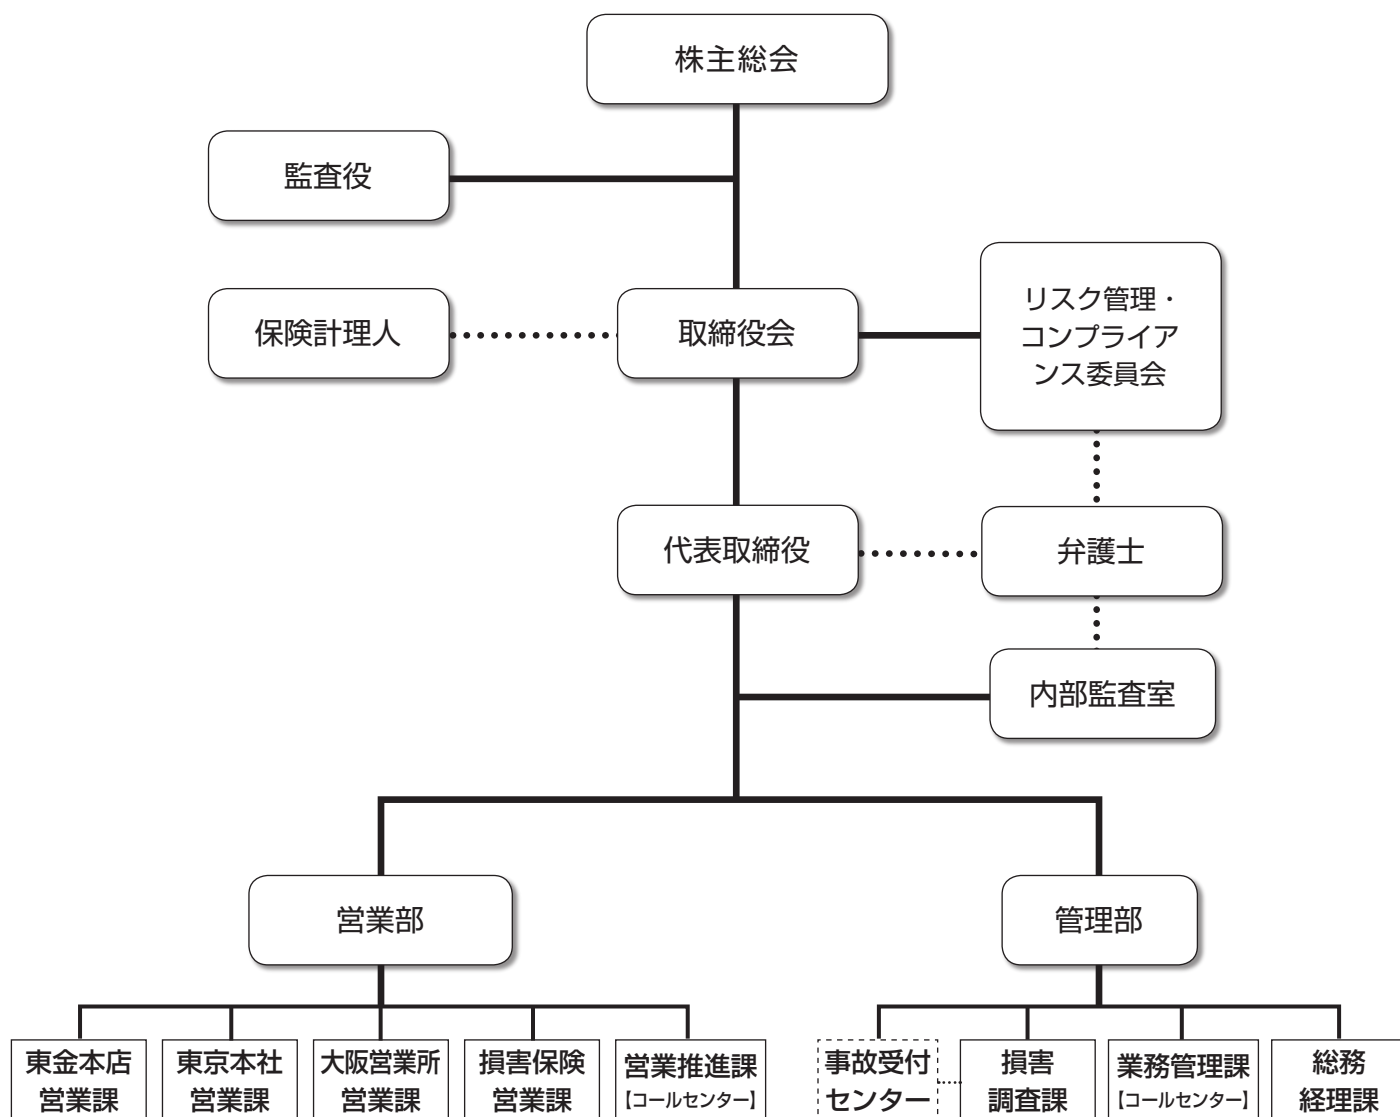 株主総会
監査役
保険計理人
取締役会
リスク管理・
コンプライア
ンス委員会
代表取締役
弁護士
内部監査室
営業部
管理部
東金本店
営業課
東京本社
営業課
大阪営業所
営業課
損害保険
営業課
営業推進課
【コールセンター】
事故受付
センター
損害
調査課
業務管理課
【コールセンター】
総務
経理課